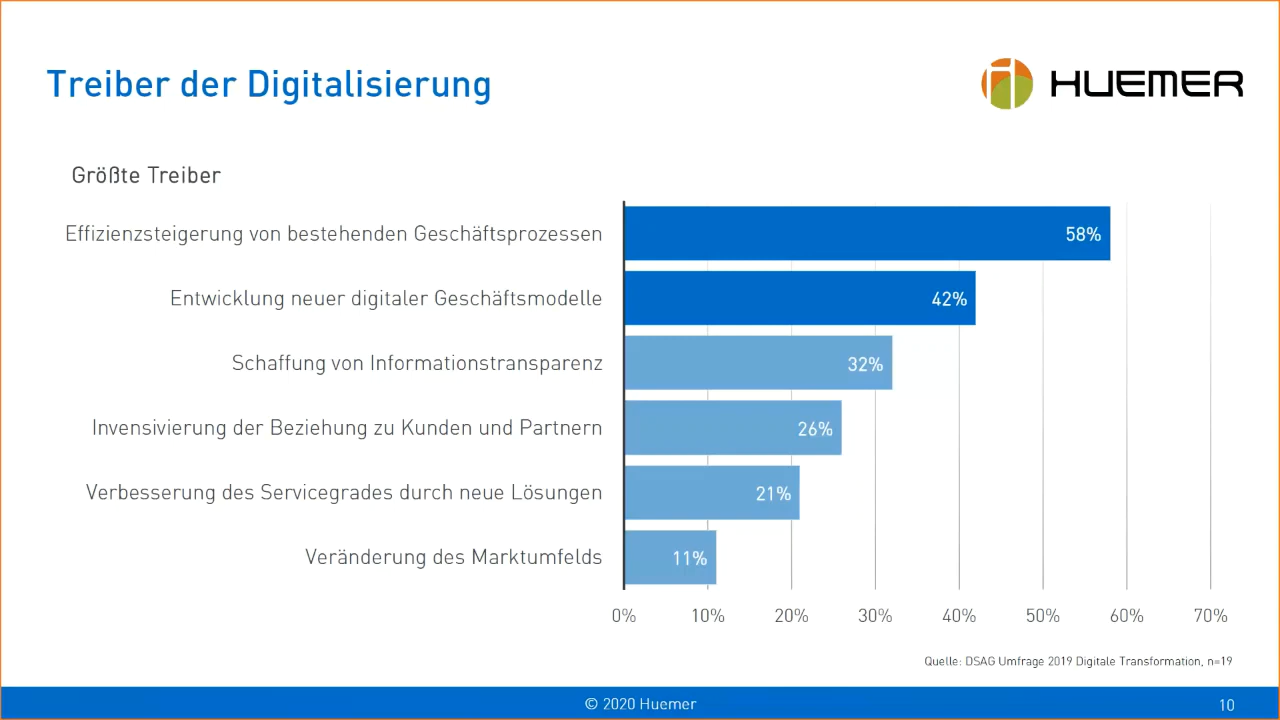 Treiber der Digitalisierung
HUEMER
Größte Treiber
Effizienzsteigerung von bestehenden Geschäftsprozessen
58%
Entwicklung neuer digitaler Geschäftsmodelle
42%
Schaffung von Informationstransparenz
32%
Invensivierung der Beziehung zu Kunden und Partnern
26%
Verbesserung des Servicegrades durch neue Lösungen
21%
Veränderung des Marktumfelds
11%
0% 10% 20% 30% 40% 50% 60% 70%
Quelle: DSAG Umfrage 2019 Digitale Transformation, n=19
© 2020 Huemer
10